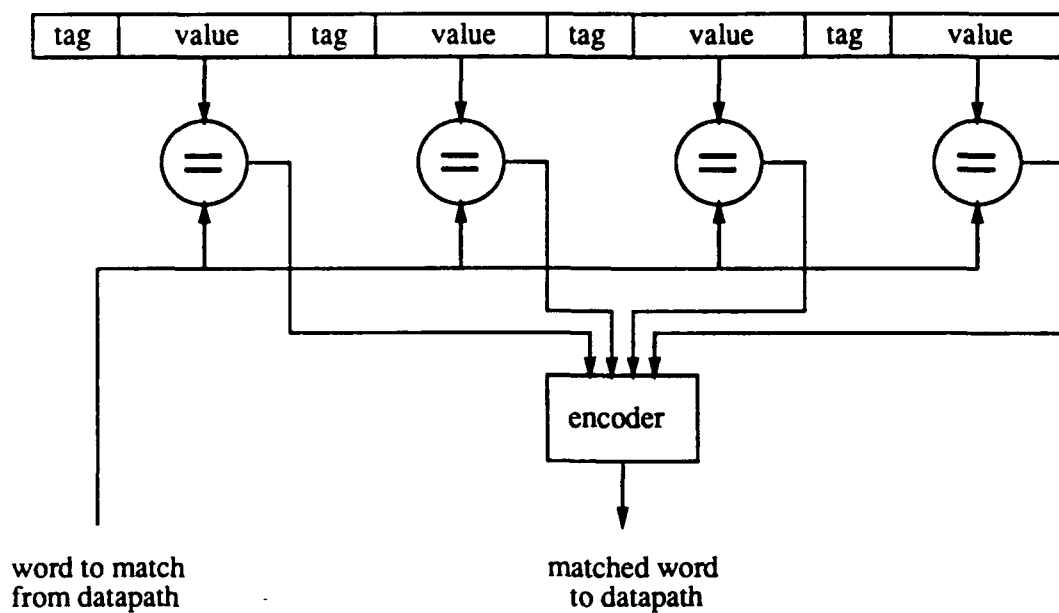 tag value tag value tag value tag value
= = = =
encoder
word to match
from datapath
matched word
to datapath